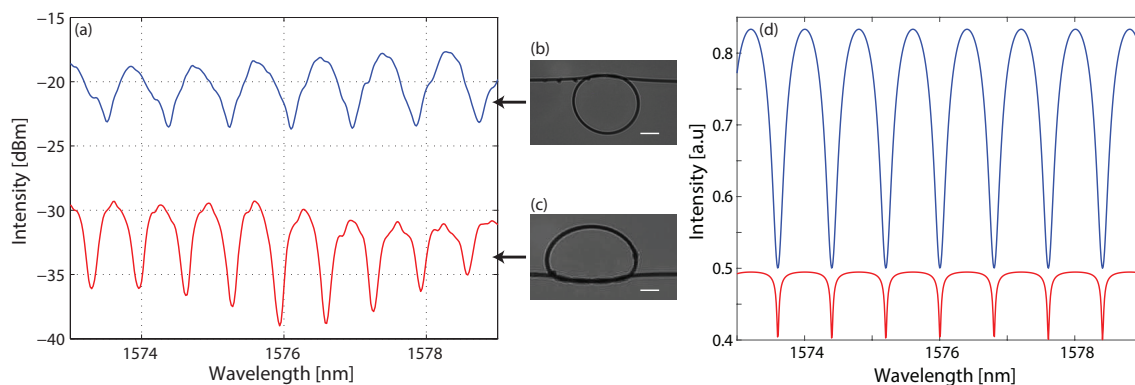 (a)
−15
−20
−25
−30
−35
−40
Intensity [dBm]
1574
1576
1578
Wavelength [nm]
(b)
(c)
(d)
0.8
0.7
0.6
0.5
0.4
Intensity [a.u]
1574
1576
1578
Wavelength [nm]